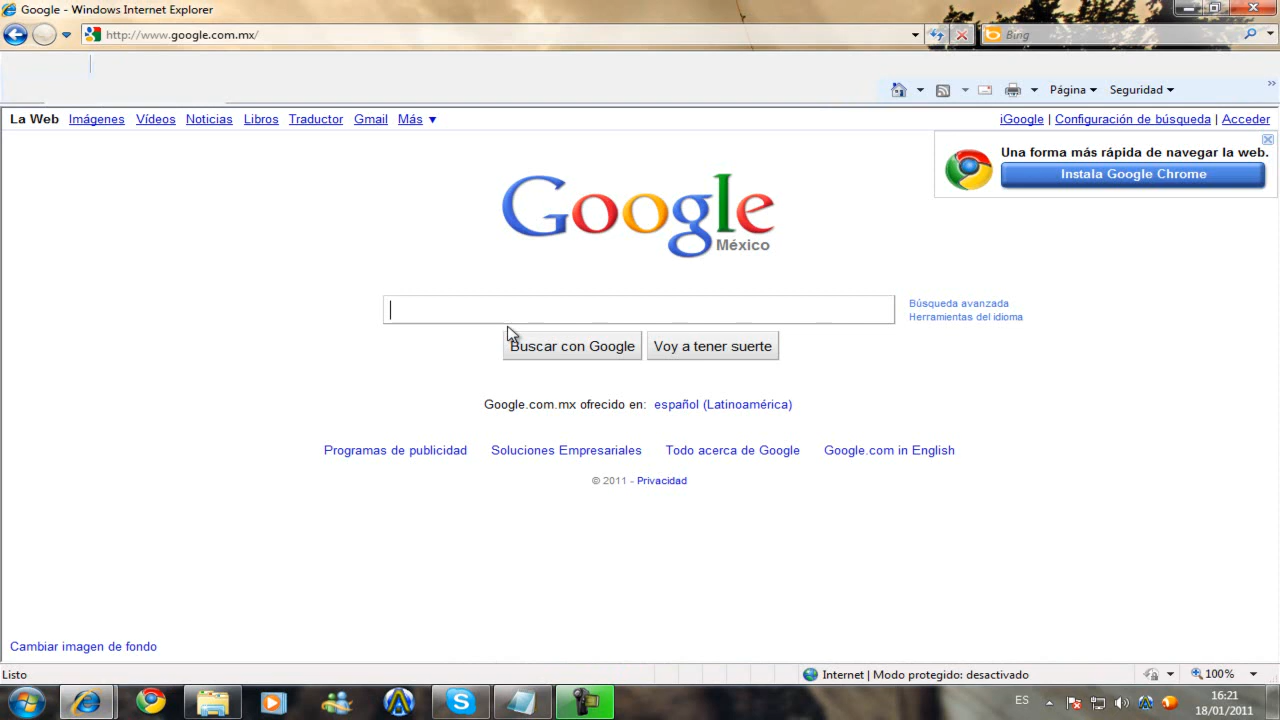 Google - Windows Internet Explorer
http://www.google.com.mx/
Bing
Página
Seguridad
La Web Imágenes Vídeos Noticias Libros Traductor Gmail Más ▼
iGoogle | Configuración de búsqueda | Acceder
Una forma más rápida de navegar la web.
Instala Google Chrome
Google
México
Búsqueda avanzada
Herramientas del idioma
Buscar con Google
Voy a tener suerte
Google.com.mx ofrecido en: español (Latinoamérica)
Programas de publicidad Soluciones Empresariales Todo acerca de Google Google.com in English
© 2011 - Privacidad
Cambiar imagen de fondo
Listo
Internet | Modo protegido: desactivado
100%
ES
16:21
18/01/2011